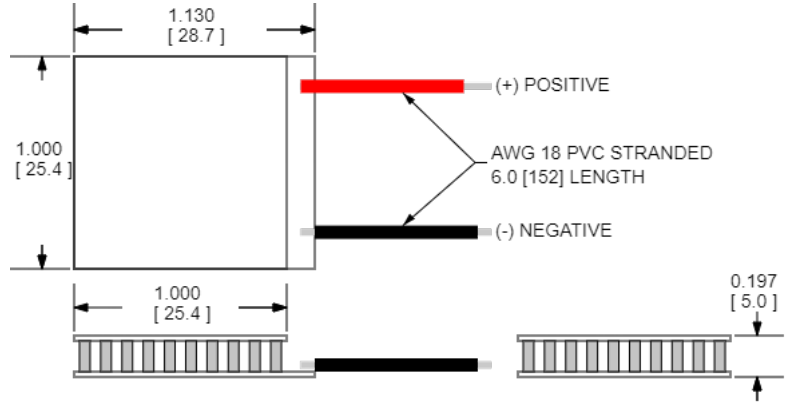 1.130
[ 28.7 ]
(+) POSITIVE
1.000
[ 25.4 ]
AWG 18 PVC STRANDED
6.0 [152] LENGTH
(-) NEGATIVE
1.000
[ 25.4 ]
0.197
[ 5.0 ]